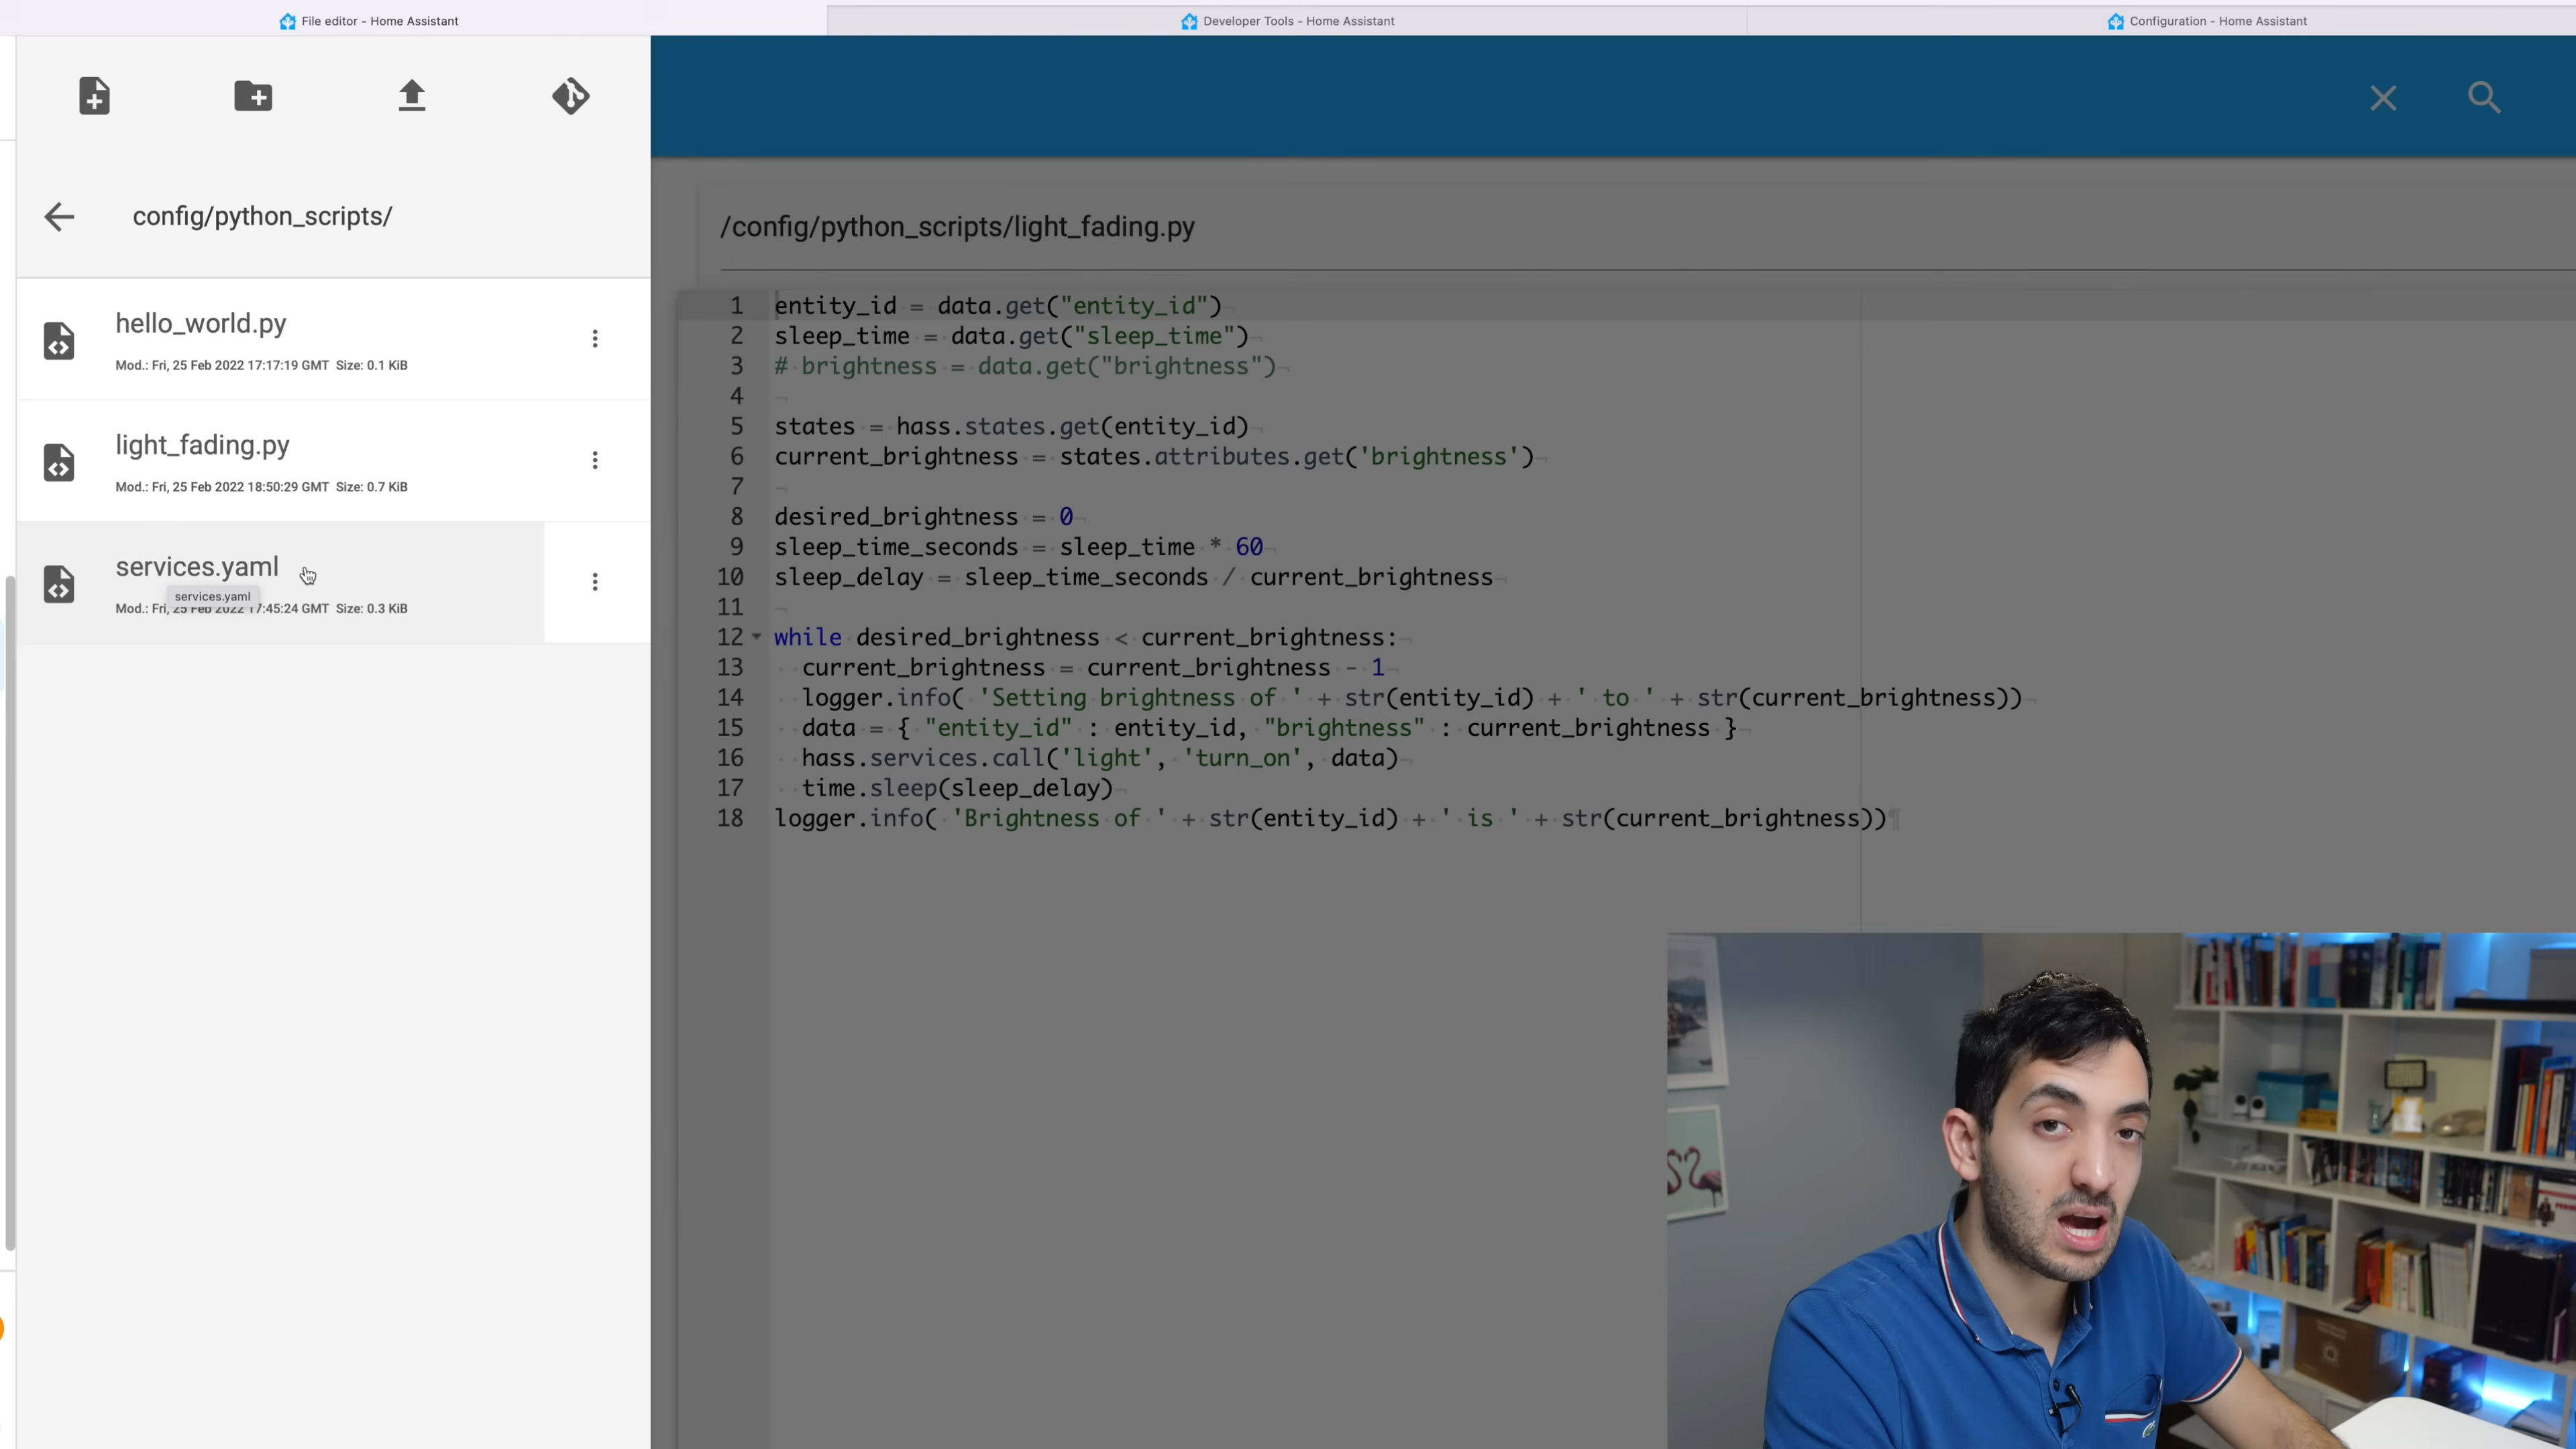 File editor - Home Assistant
Developer Tools - Home Assistant
Configuration - Home Assistant
config/python_scripts/
hello_world.py
Mod.: Fri, 25 Feb 2022 17:17:19 GMT Size: 0.1 KiB
light_fading.py
Mod.: Fri, 25 Feb 2022 18:50:29 GMT Size: 0.7 KiB
services.yaml
services.yaml
Mod.: Fri, 25 Feb 2022 17:45:24 GMT Size: 0.3 KiB
/config/python_scripts/light_fading.py
1 entity_id = data.get("entity_id")
2 sleep_time = data.get("sleep_time")
3 # brightness = data.get("brightness")
4
5 states = hass.states.get(entity_id)
6 current_brightness = states.attributes.get('brightness')
7
8 desired_brightness = 0
9 sleep_time_seconds = sleep_time * 60
10 sleep_delay = sleep_time_seconds / current_brightness
11
12 while desired_brightness < current_brightness:
13 current_brightness = current_brightness - 1
14 logger.info( 'Setting brightness of ' + str(entity_id) + ' to ' + str(current_brightness))
15 data = { "entity_id" : entity_id, "brightness" : current_brightness }
16 hass.services.call('light', 'turn_on', data)
17 time.sleep(sleep_delay)
18 logger.info( 'Brightness of ' + str(entity_id) + ' is ' + str(current_brightness))